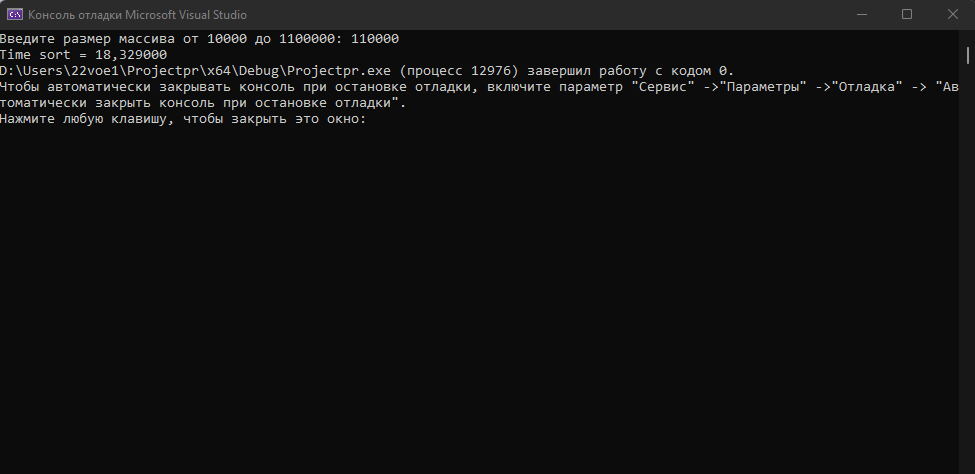 Консоль отладки Microsoft Visual Studio
Введите размер массива от 10000 до 1100000: 110000
Time sort = 18,329000
D:\Users\22voe1\Projectpr\x64\Debug\Projectpr.exe (процесс 12976) завершил работу с кодом 0.
Чтобы автоматически закрывать консоль при остановке отладки, включите параметр "Сервис" ->"Параметры" ->"Отладка" -> "Ав
томатически закрыть консоль при остановке отладки".
Нажмите любую клавишу, чтобы закрыть это окно: